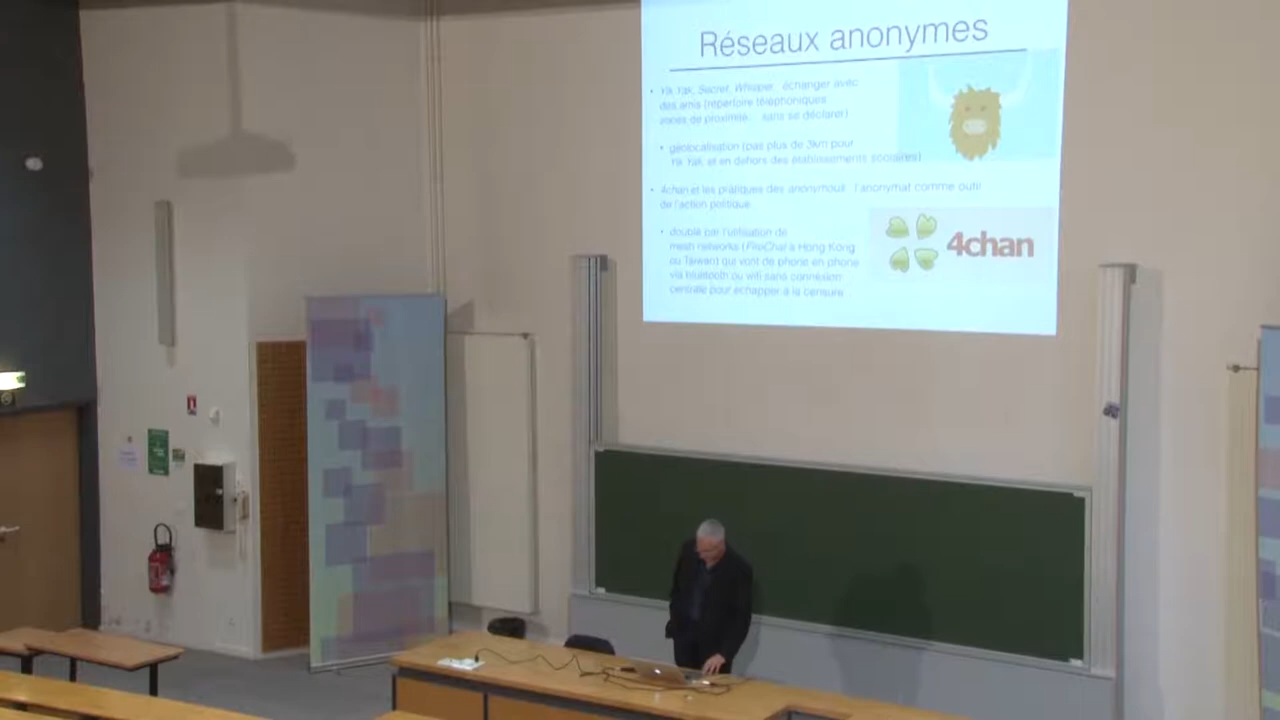 Réseaux anonymes
• Yik Yak, Secret, Whisper : échanger avec
des amis (répertoire téléphoniques
zones de proximité... sans se déclarer)
• géolocalisation (pas plus de 3km pour
Yik Yak, et en dehors des établissements scolaires)
• 4chan et les pratiques des anonymous : l'anonymat comme outil
de l'action politique
• doublé par l'utilisation de
mesh networks (FireChat à Hong Kong
ou Taiwan) qui vont de phone en phone
via bluetooth ou wifi sans connexion
centrale pour échapper à la censure
4chan